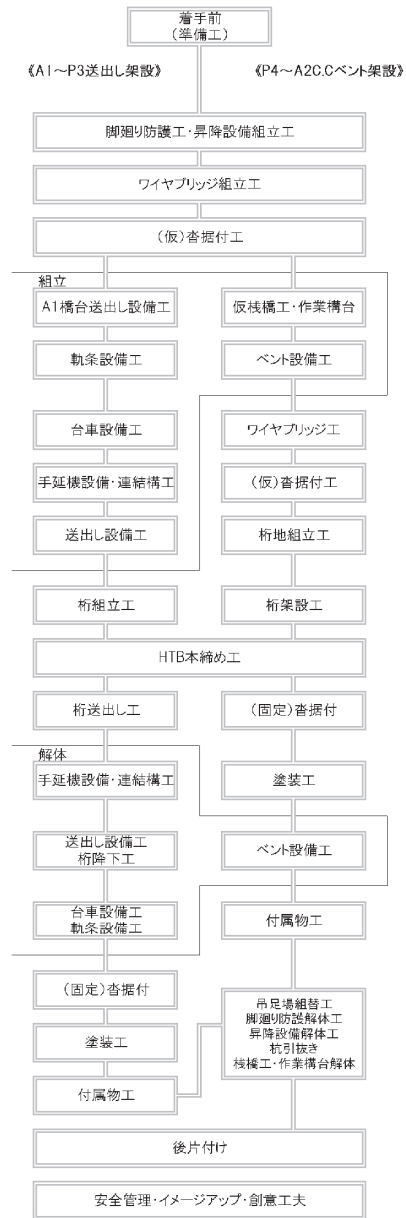 着手前
(準備工)
《A1～P3送出し架設》
《P4～A2C.Cベント架設》
脚廻り防護工・昇降設備組立工
ワイヤブリッジ組立工
(仮)沓据付工
組立
A1橋台送出し設備工
仮桟橋工・作業構台
軌条設備工
ベント設備工
台車設備工
ワイヤブリッジ工
手延機設備・連結構工
(仮)沓据付工
送出し設備工
桁地組立工
桁組立工
桁架設工
HTB本締め工
桁送出し工
(固定)沓据付
解体
手延機設備・連結構工
塗装工
送出し設備工
桁降下工
ベント設備工
台車設備工
軌条設備工
付属物工
(固定)沓据付
塗装工
付属物工
吊足場組替工
脚廻り防護解体工
昇降設備解体工
杭引抜き
桟橋工・作業構台解体
後片付け
安全管理・イメージアップ・創意工夫